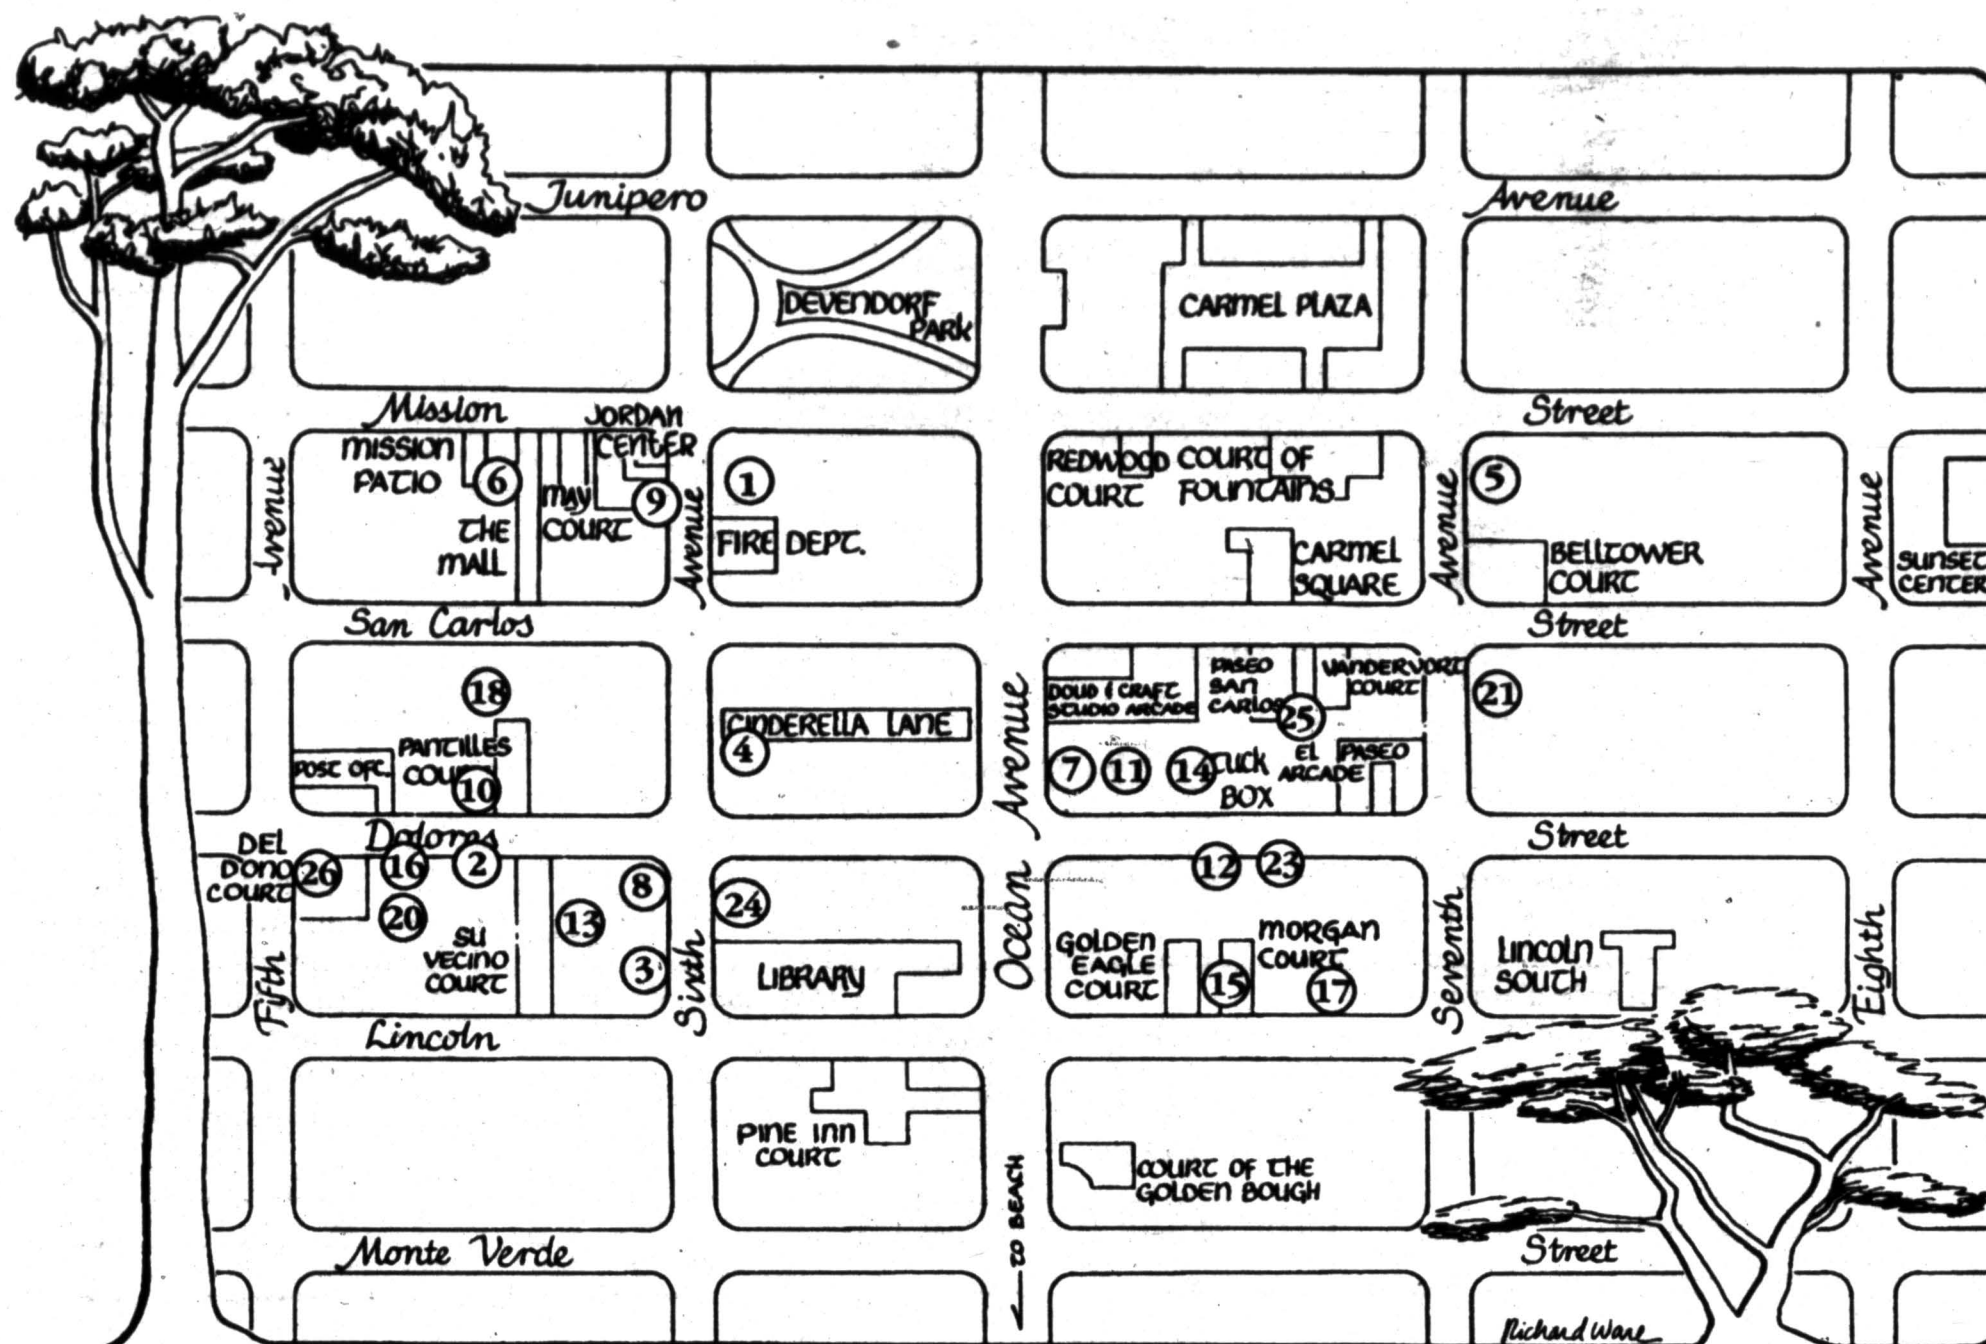 Junipero
Avenue
DEVENDORF
PARK
CARMEL PLAZA
Mission
Street
MISSION
PATIO
6
THE
MALL
MAY
COURT
JORDAN
CENTER
9
Avenue
Avenue
1
FIRE DEPT.
REDWOOD
COURT
COURT OF
FOUNTAINS
CARMEL
SQUARE
Avenue
5
BELLTOWER
COURT
Avenue
SUNSET
CENTER
San Carlos
Street
18
POST OFC.
PANTILLES
COURT
10
CINDERELLA LANE
4
Avenue
DOUD & CRAFT
STUDIO ARCADE
PASEO
SAN
CARLOS
25
VANDERVORT
COURT
7
11
14
TUCK
BOX
EL PASEO
ARCADE
21
Dolores
Street
DEL
DONO
COURT
26
16
2
20
SU
VECINO
COURT
13
8
3
Fifth
Sixth
24
LIBRARY
Ocean
12
23
GOLDEN
EAGLE
COURT
15
MORGAN
COURT
17
Seventh
LINCOLN
SOUTH
Eighth
Lincoln
PINE INN
COURT
TO BEACH
COURT OF THE
GOLDEN BOUGH
Monte Verde
Street
Richard Ware